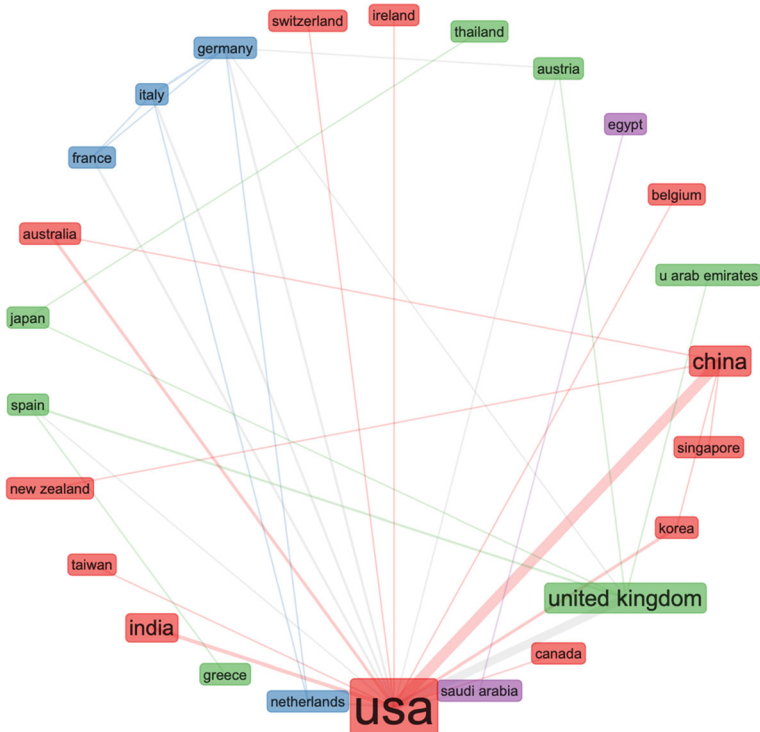 ireland
switzerland
thailand
germany
austria
italy
egypt
france
belgium
australia
u arab emirates
japan
china
spain
singapore
new zealand
korea
taiwan
united kingdom
india
canada
greece
saudi arabia
netherlands
usa